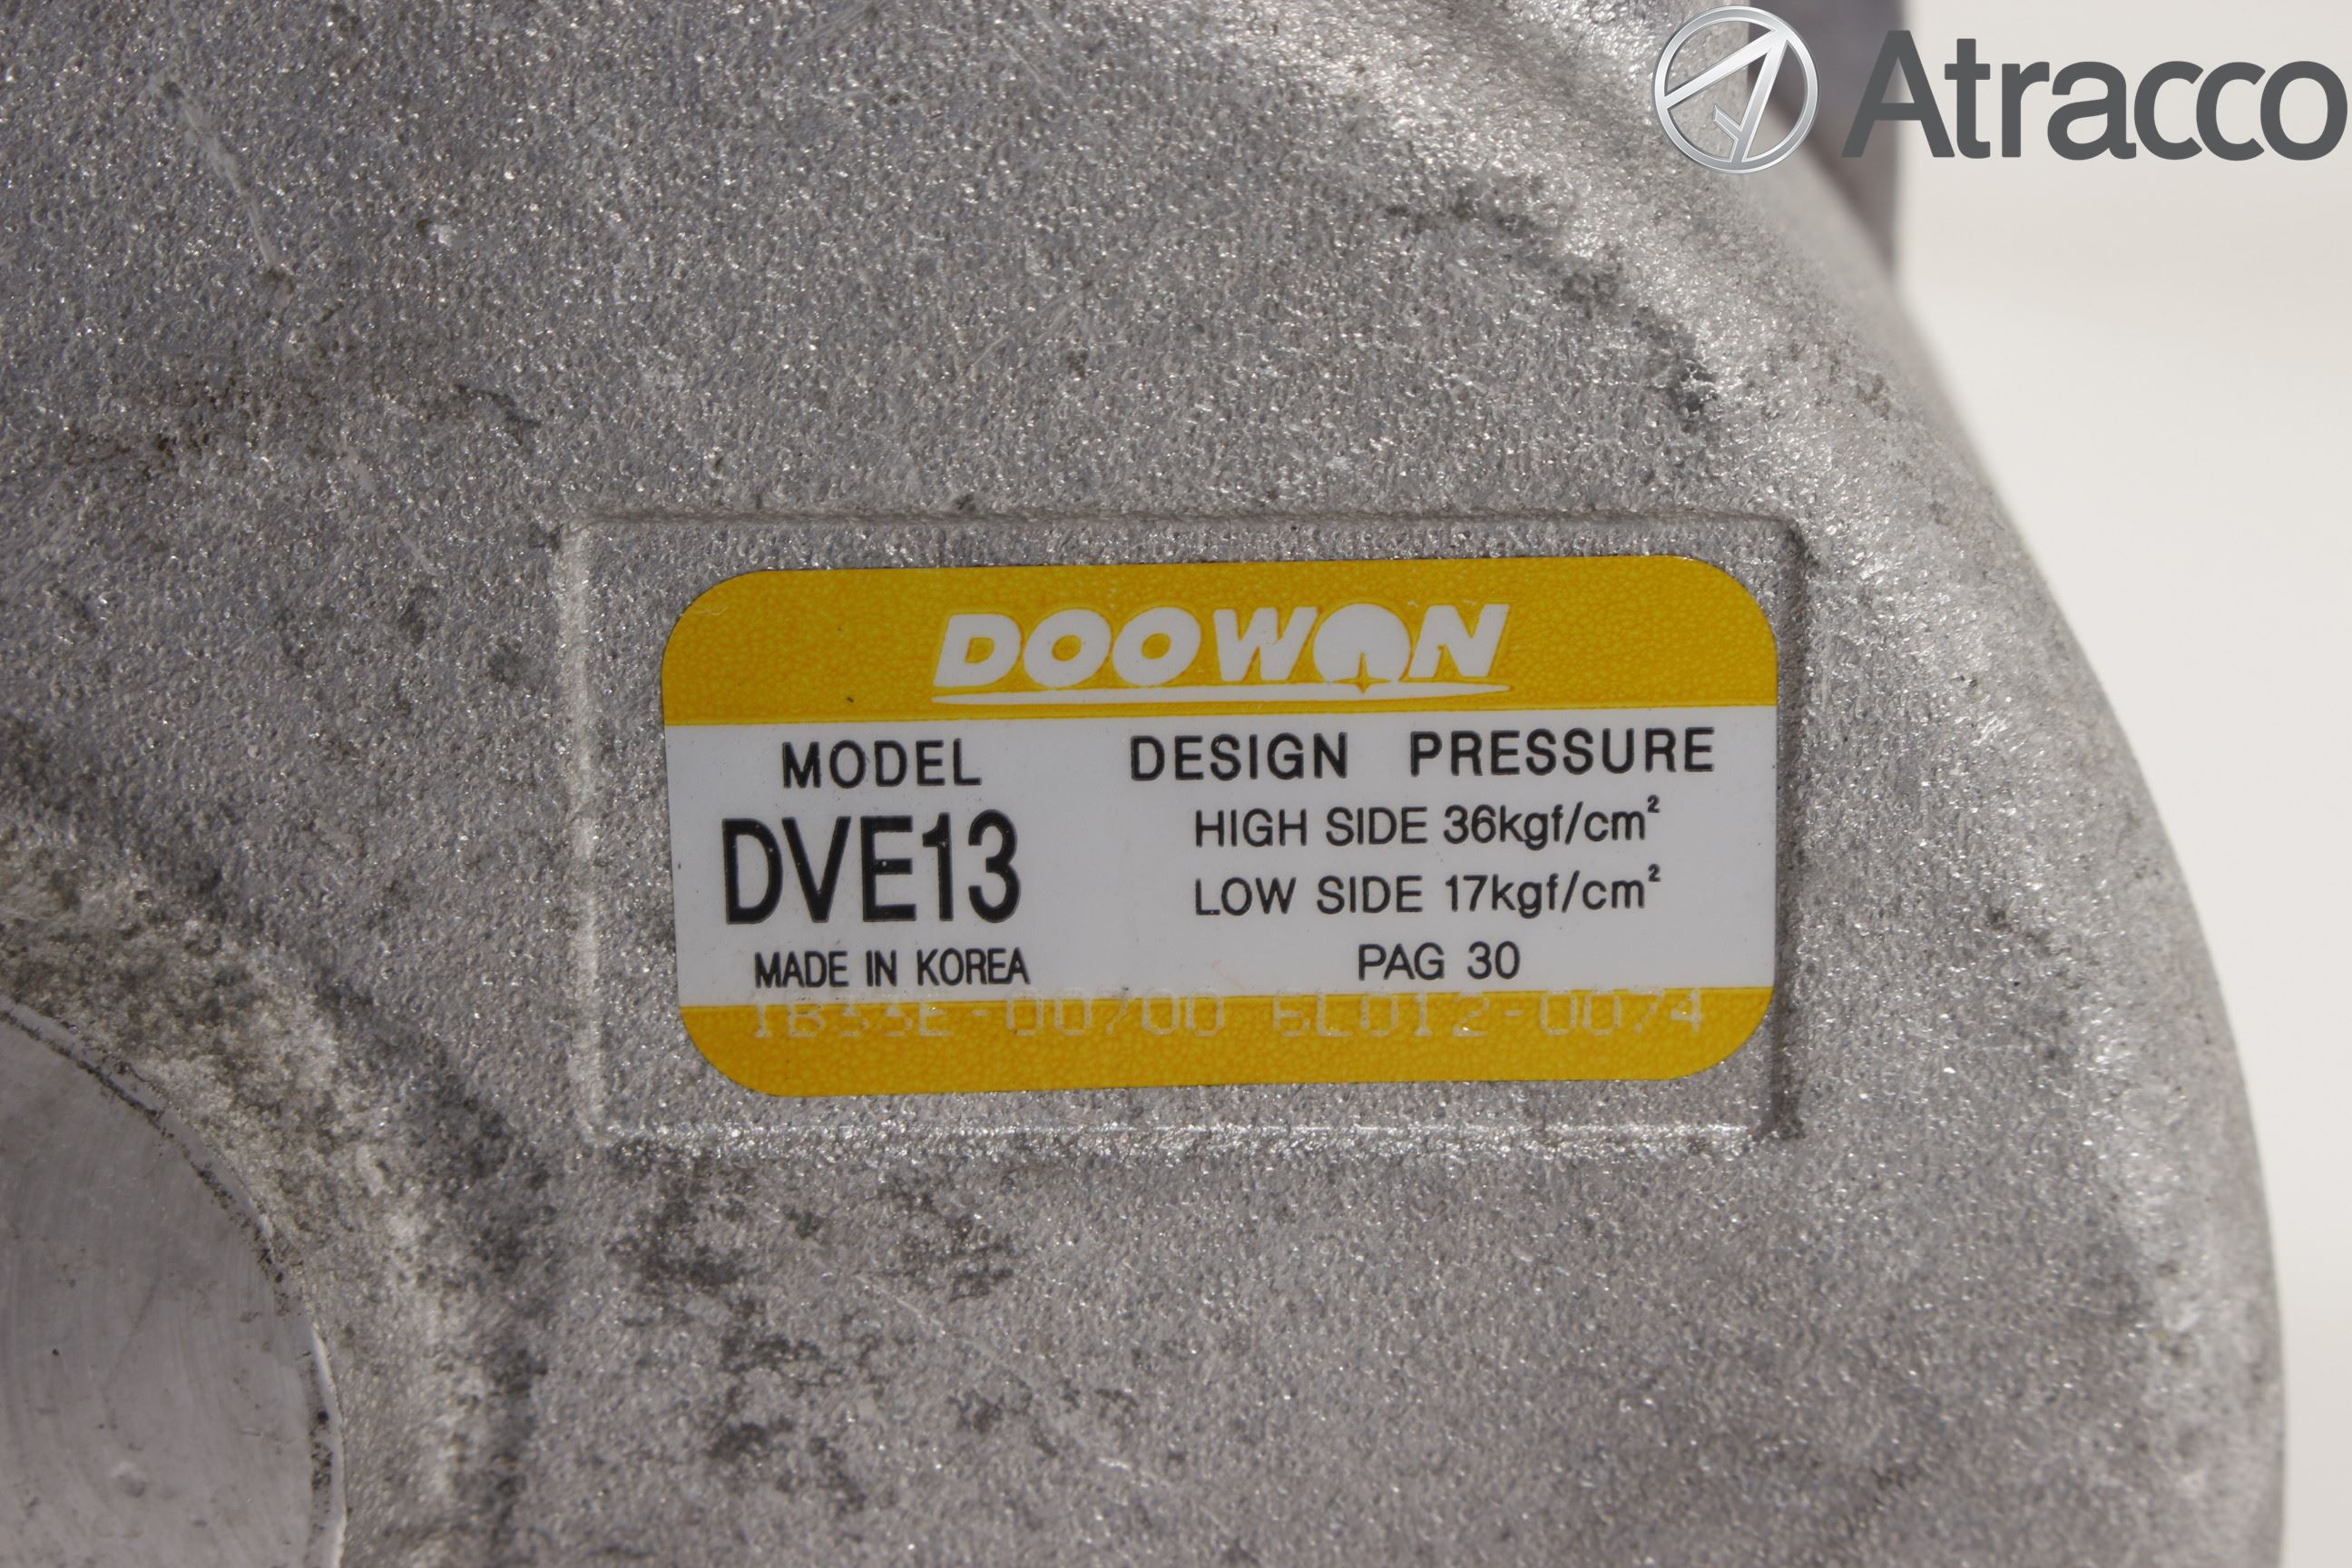 Atracco
DOOWON
MODEL
DVE13
MADE IN KOREA
DESIGN PRESSURE
HIGH SIDE 36kgf/cm²
LOW SIDE 17kgf/cm²
PAG 30